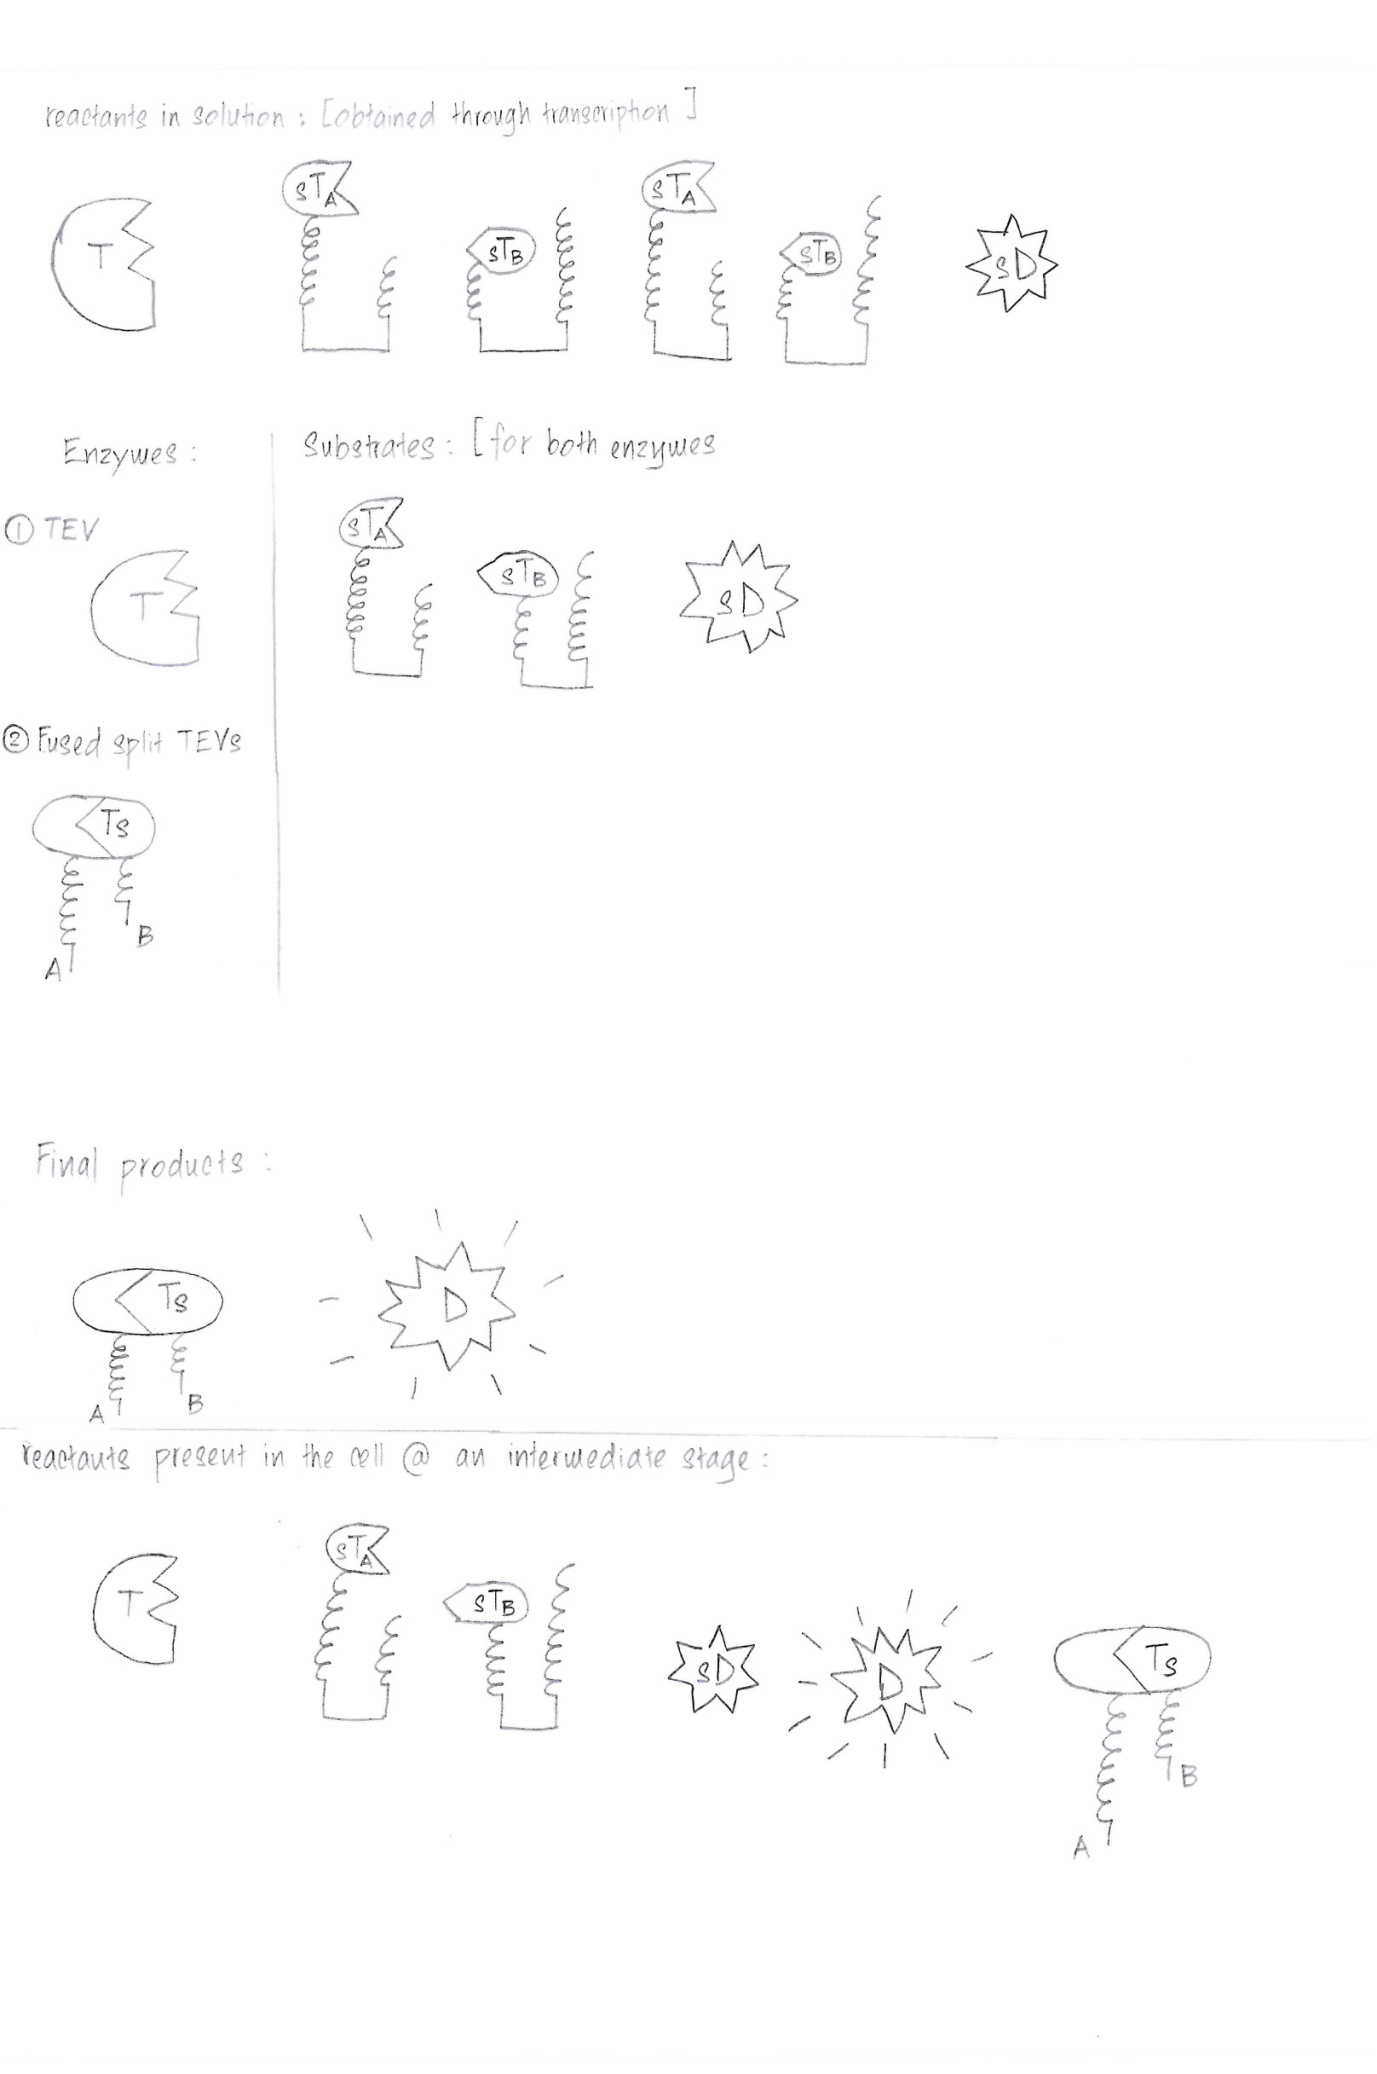 reactants in solution : [obtained through transcription ]
T sTA sTB sTA sTB sD
Enzymes :
Substrates : [for both enzymes
① TEV
T sTA sTB sD
② Fused split TEVs
Ts
A B
Final products :
Ts D
A B
reactants present in the cell @ an intermediate stage :
T sTA sTB sD D Ts
A B